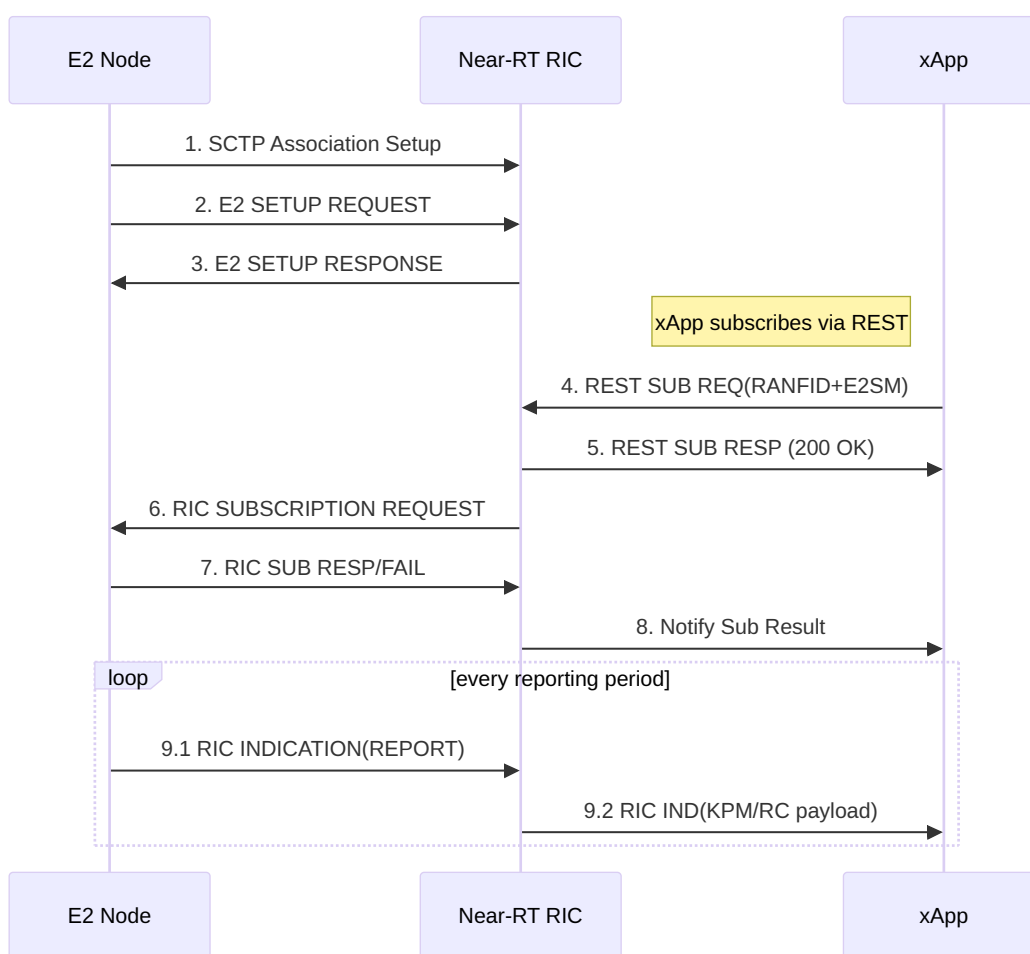 E2 Node
Near-RT RIC
xApp
1. SCTP Association Setup
2. E2 SETUP REQUEST
3. E2 SETUP RESPONSE
xApp subscribes via REST
4. REST SUB REQ(RANFID+E2SM)
5. REST SUB RESP (200 OK)
6. RIC SUBSCRIPTION REQUEST
7. RIC SUB RESP/FAIL
8. Notify Sub Result
loop
[every reporting period]
9.1 RIC INDICATION(REPORT)
9.2 RIC IND(KPM/RC payload)
E2 Node
Near-RT RIC
xApp